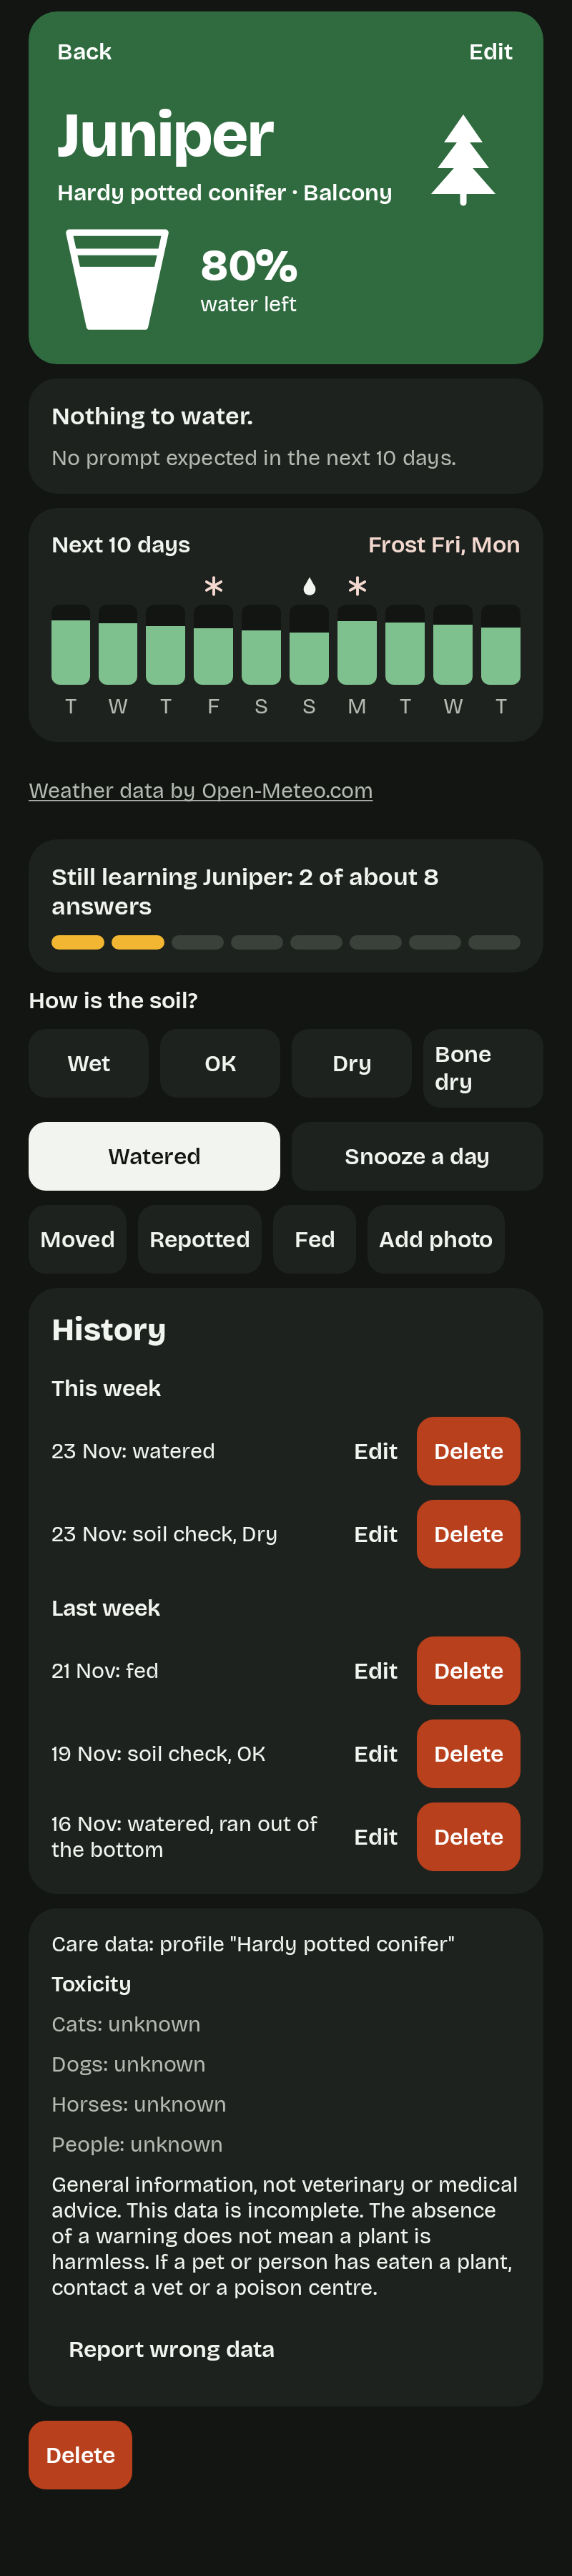 Back
Edit
Juniper
Hardy potted conifer · Balcony
80%
water left
Nothing to water.
No prompt expected in the next 10 days.
Next 10 days
Frost Fri, Mon
T W T F S S M T W T
Weather data by Open-Meteo.com
Still learning Juniper: 2 of about 8
answers
How is the soil?
Wet
OK
Dry
Bone
dry
Watered
Snooze a day
Moved
Repotted
Fed
Add photo
History
This week
23 Nov: watered
Edit
Delete
23 Nov: soil check, Dry
Edit
Delete
Last week
21 Nov: fed
Edit
Delete
19 Nov: soil check, OK
Edit
Delete
16 Nov: watered, ran out of
the bottom
Edit
Delete
Care data: profile "Hardy potted conifer"
Toxicity
Cats: unknown
Dogs: unknown
Horses: unknown
People: unknown
General information, not veterinary or medical
advice. This data is incomplete. The absence
of a warning does not mean a plant is
harmless. If a pet or person has eaten a plant,
contact a vet or a poison centre.
Report wrong data
Delete